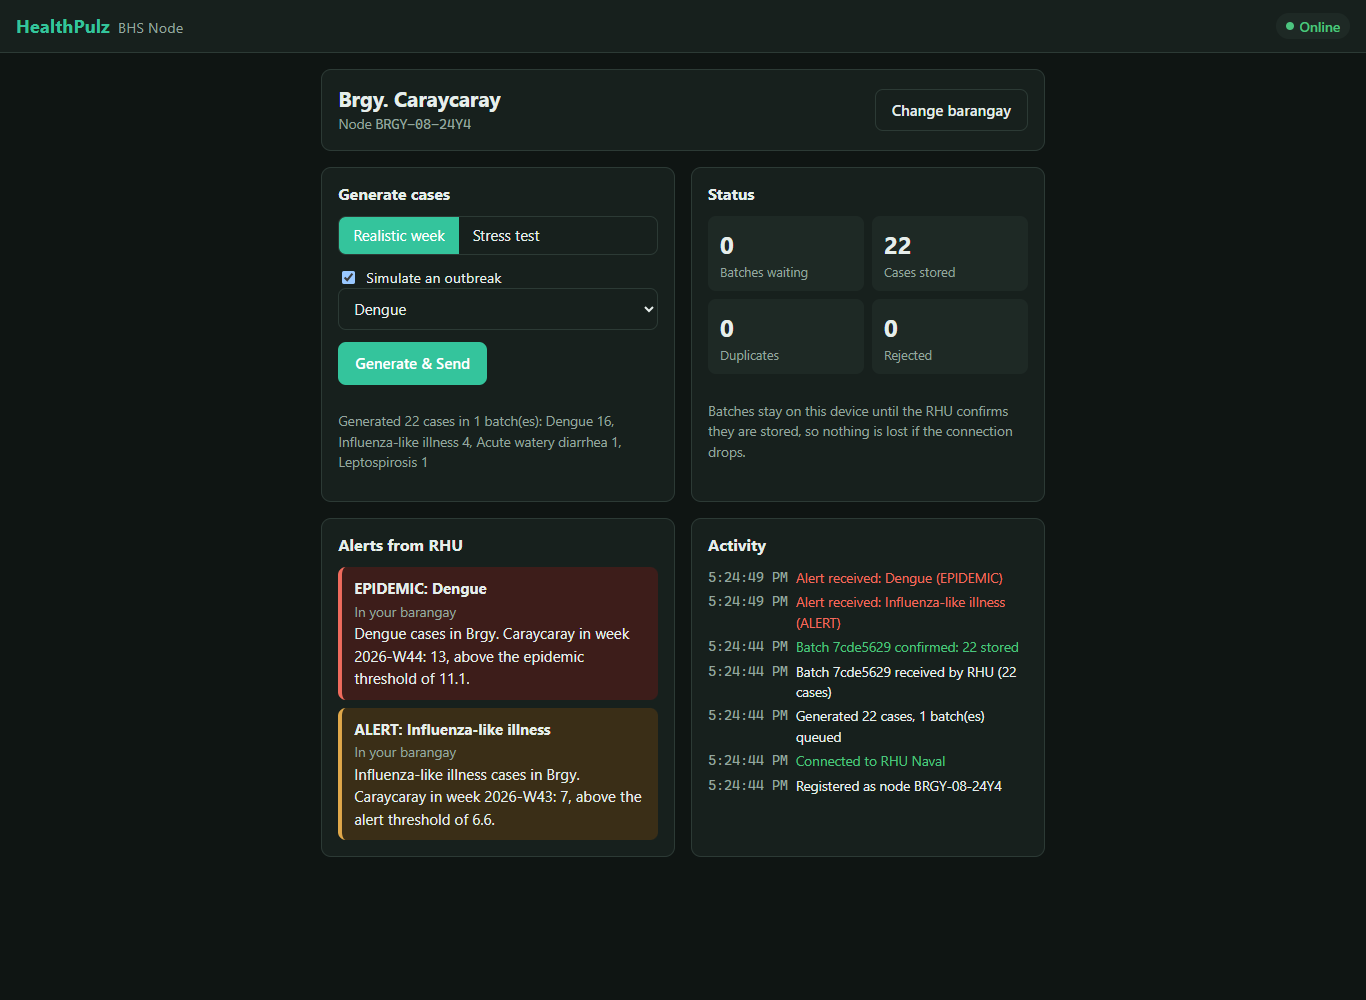 HealthPulz BHS Node
Online
Brgy. Caraycaray
Node BRGY-08-24Y4
Change barangay
Generate cases
Realistic week
Stress test
Simulate an outbreak
Dengue
Generate & Send
Generated 22 cases in 1 batch(es): Dengue 16,
Influenza-like illness 4, Acute watery diarrhea 1,
Leptospirosis 1
Status
0
Batches waiting
22
Cases stored
0
Duplicates
0
Rejected
Batches stay on this device until the RHU confirms
they are stored, so nothing is lost if the connection
drops.
Alerts from RHU
EPIDEMIC: Dengue
In your barangay
Dengue cases in Brgy. Caraycaray in week
2026-W44: 13, above the epidemic
threshold of 11.1.
ALERT: Influenza-like illness
In your barangay
Influenza-like illness cases in Brgy.
Caraycaray in week 2026-W43: 7, above the
alert threshold of 6.6.
Activity
5:24:49 PM Alert received: Dengue (EPIDEMIC)
5:24:49 PM Alert received: Influenza-like illness
(ALERT)
5:24:44 PM Batch 7cde5629 confirmed: 22 stored
5:24:44 PM Batch 7cde5629 received by RHU (22
cases)
5:24:44 PM Generated 22 cases, 1 batch(es)
queued
5:24:44 PM Connected to RHU Naval
5:24:44 PM Registered as node BRGY-08-24Y4